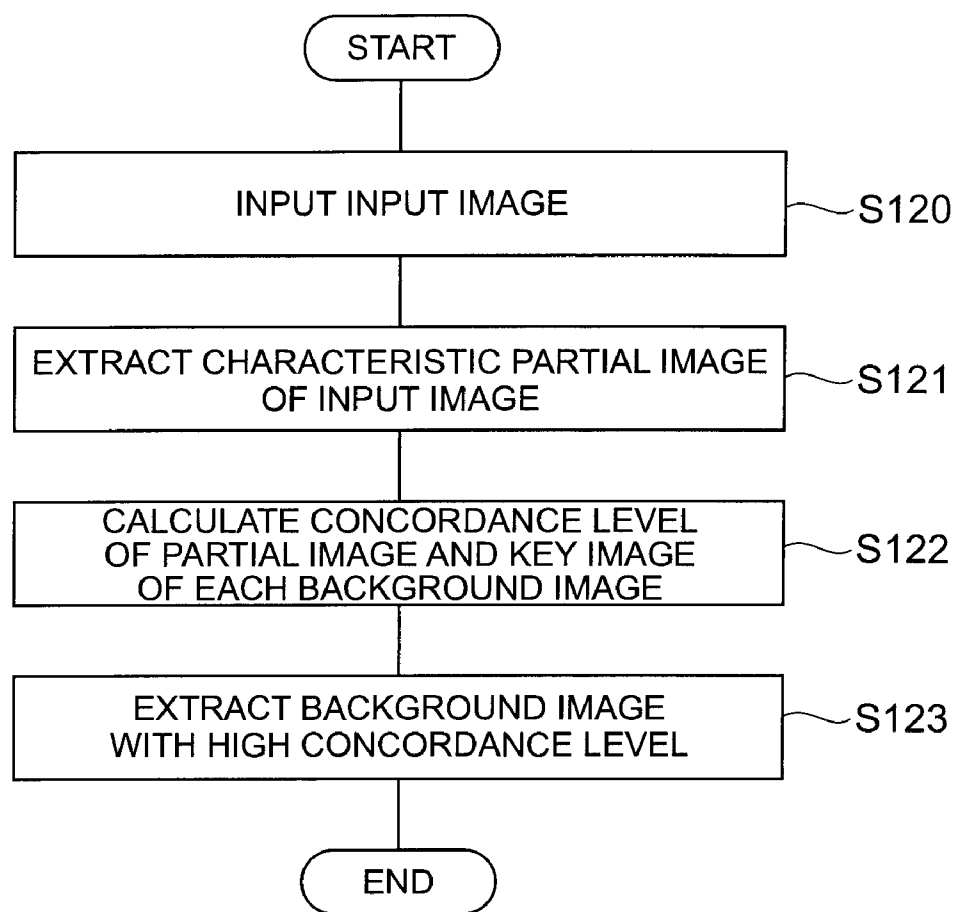 START
INPUT INPUT IMAGE
S120
EXTRACT CHARACTERISTIC PARTIAL IMAGE
OF INPUT IMAGE
S121
CALCULATE CONCORDANCE LEVEL
OF PARTIAL IMAGE AND KEY IMAGE
OF EACH BACKGROUND IMAGE
S122
EXTRACT BACKGROUND IMAGE
WITH HIGH CONCORDANCE LEVEL
S123
END